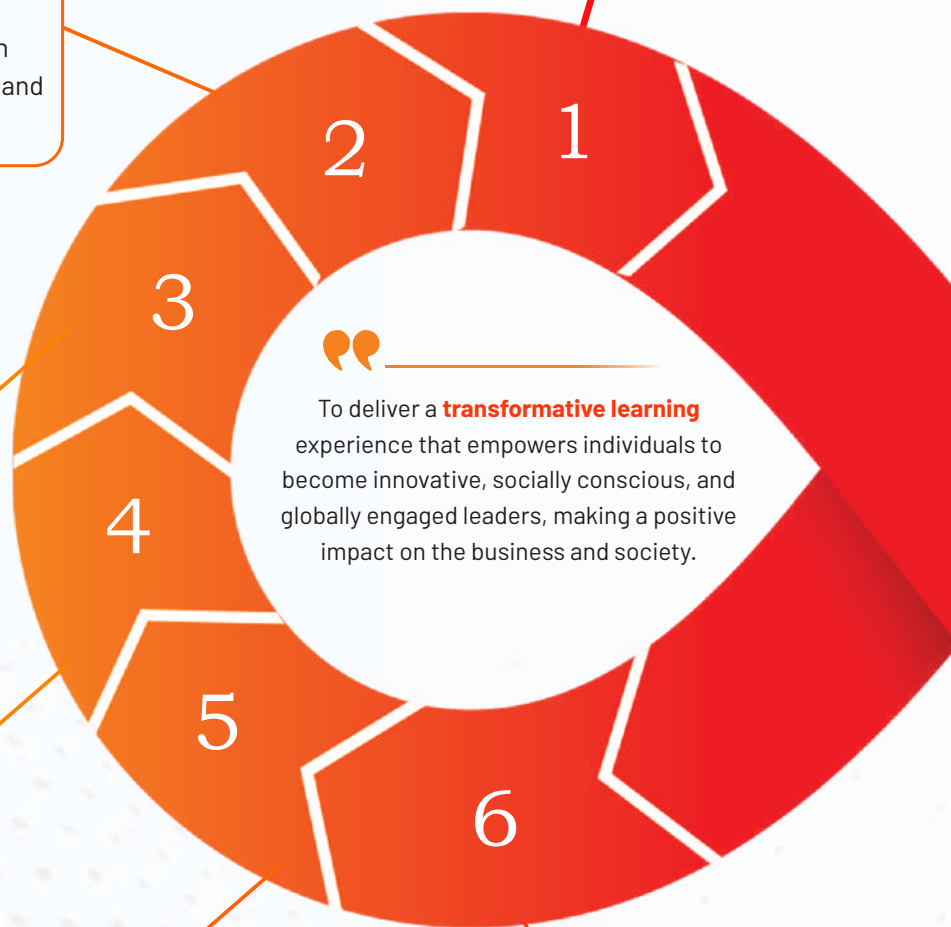 and
2
1
3
4
5
6
To deliver a transformative learning
experience that empowers individuals to
become innovative, socially conscious, and
globally engaged leaders, making a positive
impact on the business and society.